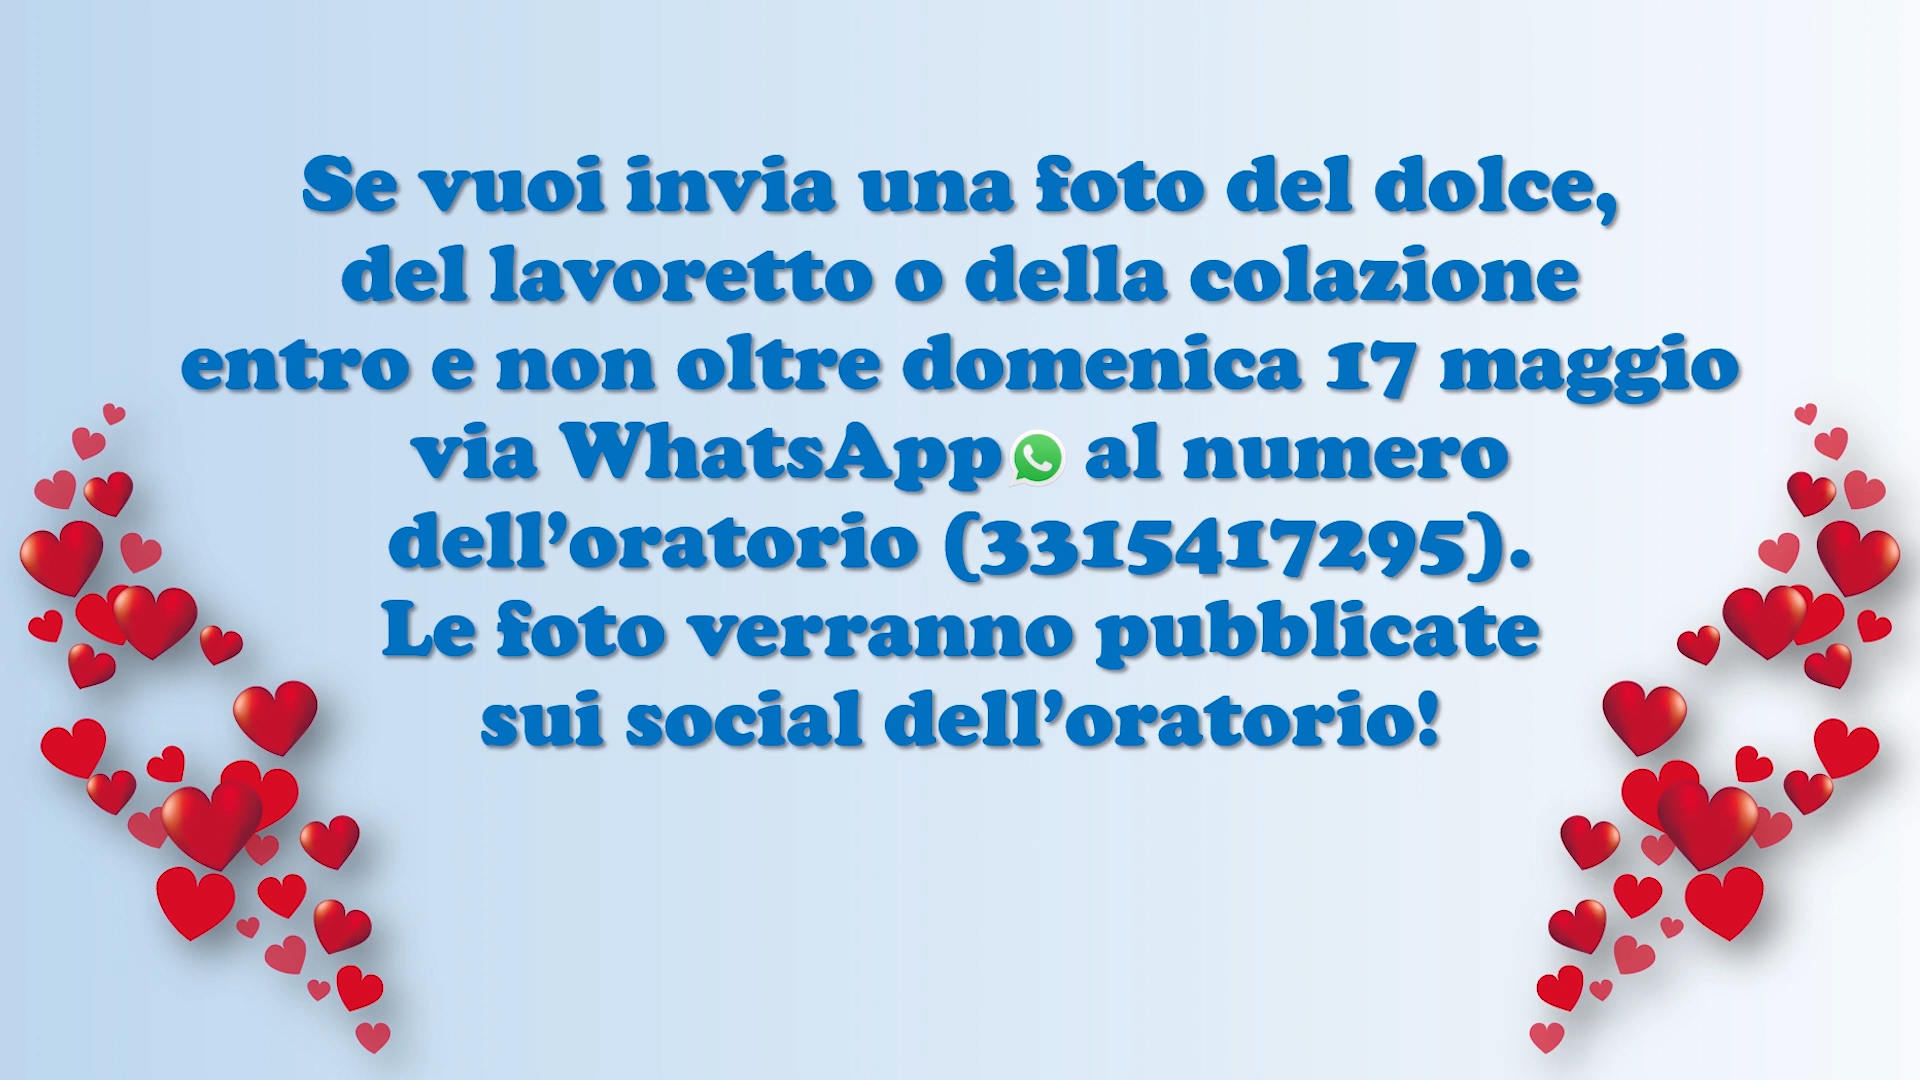 Se vuoi invia una foto del dolce,
del lavoretto o della colazione
entro e non oltre domenica 17 maggio
via WhatsApp al numero
dell’oratorio (3315417295).
Le foto verranno pubblicate
sui social dell’oratorio!